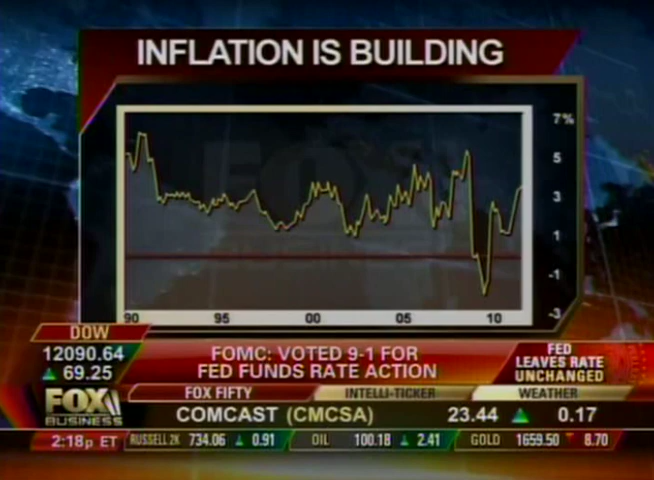 INFLATION IS BUILDING
7%
5
3
1
-1
-3
90 95 00 05 10
DOW
12090.64
▲ 69.25
FOMC: VOTED 9-1 FOR
FED FUNDS RATE ACTION
FED
LEAVES RATE
UNCHANGED
FOX
BUSINESS
FOX FIFTY INTELLI-TICKER WEATHER
COMCAST (CMCSA) 23.44 ▲ 0.17
2:18p ET RUSSELL 2K 734.06 ▲ 0.91 OIL 100.18 ▲ 2.41 GOLD 1659.50 ▼ 8.70